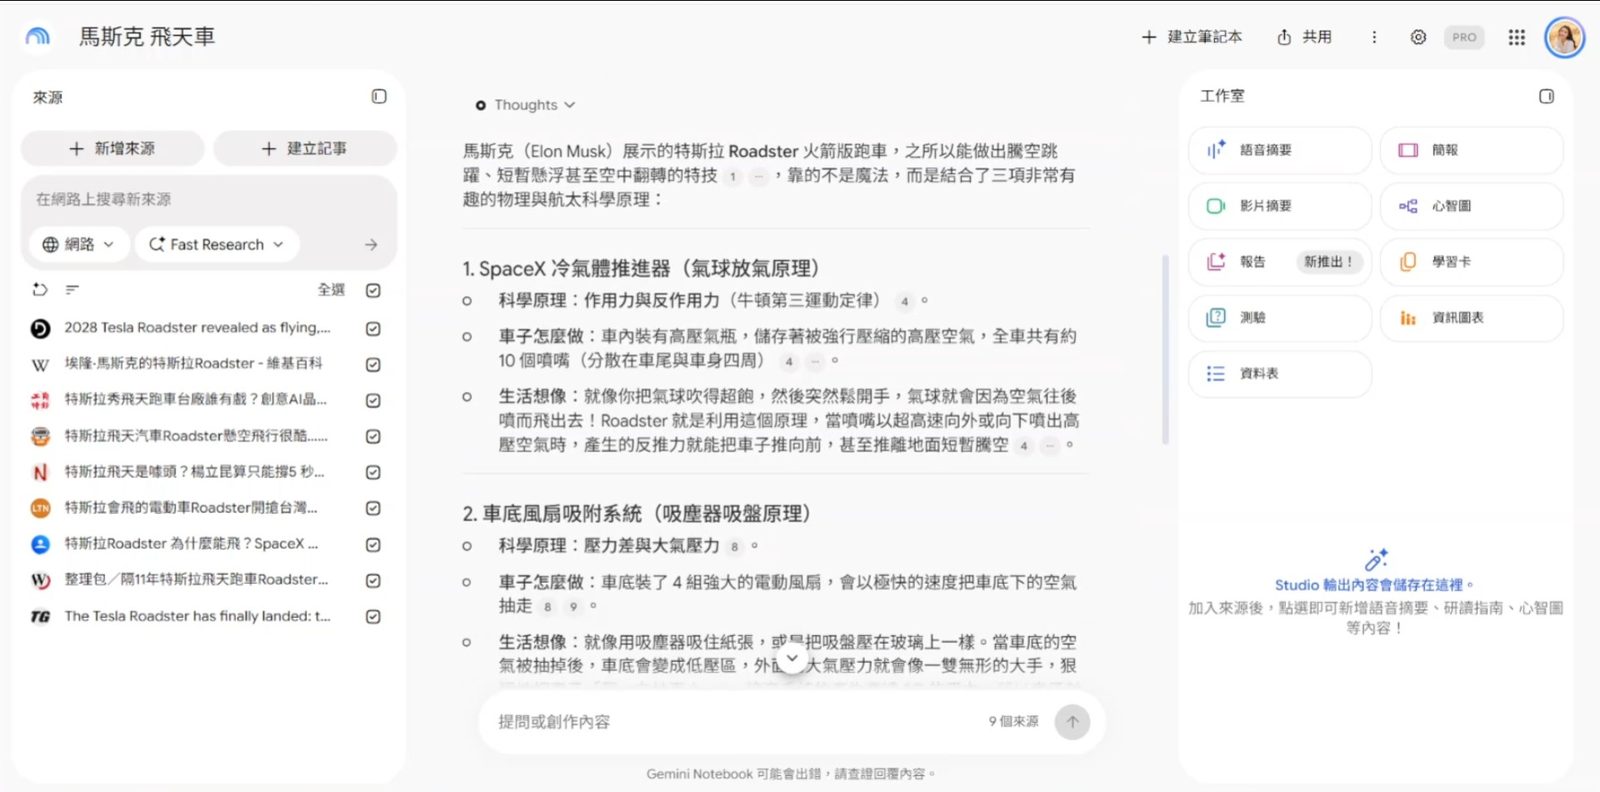 馬斯克 飛天車
建立筆記本
共用
PRO
來源
新增來源
建立記事
在網路上搜尋新來源
網路
Fast Research
全選
2028 Tesla Roadster revealed as flying,...
埃隆·馬斯克的特斯拉Roadster - 維基百科
特斯拉秀飛天跑車台廠誰有戲？創意AI晶...
特斯拉飛天汽車Roadster懸空飛行很酷......
特斯拉飛天是噱頭？楊立昆算只能撐5 秒...
特斯拉會飛的電動車Roadster開搶台灣...
特斯拉Roadster 為什麼能飛？SpaceX ...
整理包／隔11年特斯拉飛天跑車Roadster...
The Tesla Roadster has finally landed: t...
Thoughts
馬斯克（Elon Musk）展示的特斯拉 Roadster 火箭版跑車，之所以能做出騰空跳
躍、短暫懸浮甚至空中翻轉的特技 1 ... ，靠的不是魔法，而是結合了三項非常有
趣的物理與航太科學原理：
1. SpaceX 冷氣體推進器（氣球放氣原理）
科學原理：作用力與反作用力（牛頓第三運動定律） 4 。
車子怎麼做：車內裝有高壓氣瓶，儲存著被強行壓縮的高壓空氣，全車共有約
10 個噴嘴（分散在車尾與車身四周） 4 ... 。
生活想像：就像你把氣球吹得超飽，然後突然鬆開手，氣球就會因為空氣往後
噴而飛出去！Roadster 就是利用這個原理，當噴嘴以超高速向外或向下噴出高
壓空氣時，產生的反推力就能把車子推向前，甚至推離地面短暫騰空 4 ... 。
2. 車底風扇吸附系統（吸塵器吸盤原理）
科學原理：壓力差與大氣壓力 8 。
車子怎麼做：車底裝了 4 組強大的電動風扇，會以極快的速度把車底下的空氣
抽走 8 9 。
生活想像：就像用吸塵器吸住紙張，或是把吸盤壓在玻璃上一樣。當車底的空
氣被抽掉後，車底會變成低壓區，外面大氣壓力就會像一雙無形的大手，狠
提問或創作內容
9 個來源
Gemini Notebook 可能會出錯，請查證回覆內容。
工作室
語音摘要
簡報
影片摘要
心智圖
報告
新推出！
學習卡
測驗
資訊圖表
資料表
Studio 輸出內容會儲存在這裡。
加入來源後，點選即可新增語音摘要、研讀指南、心智圖
等內容！